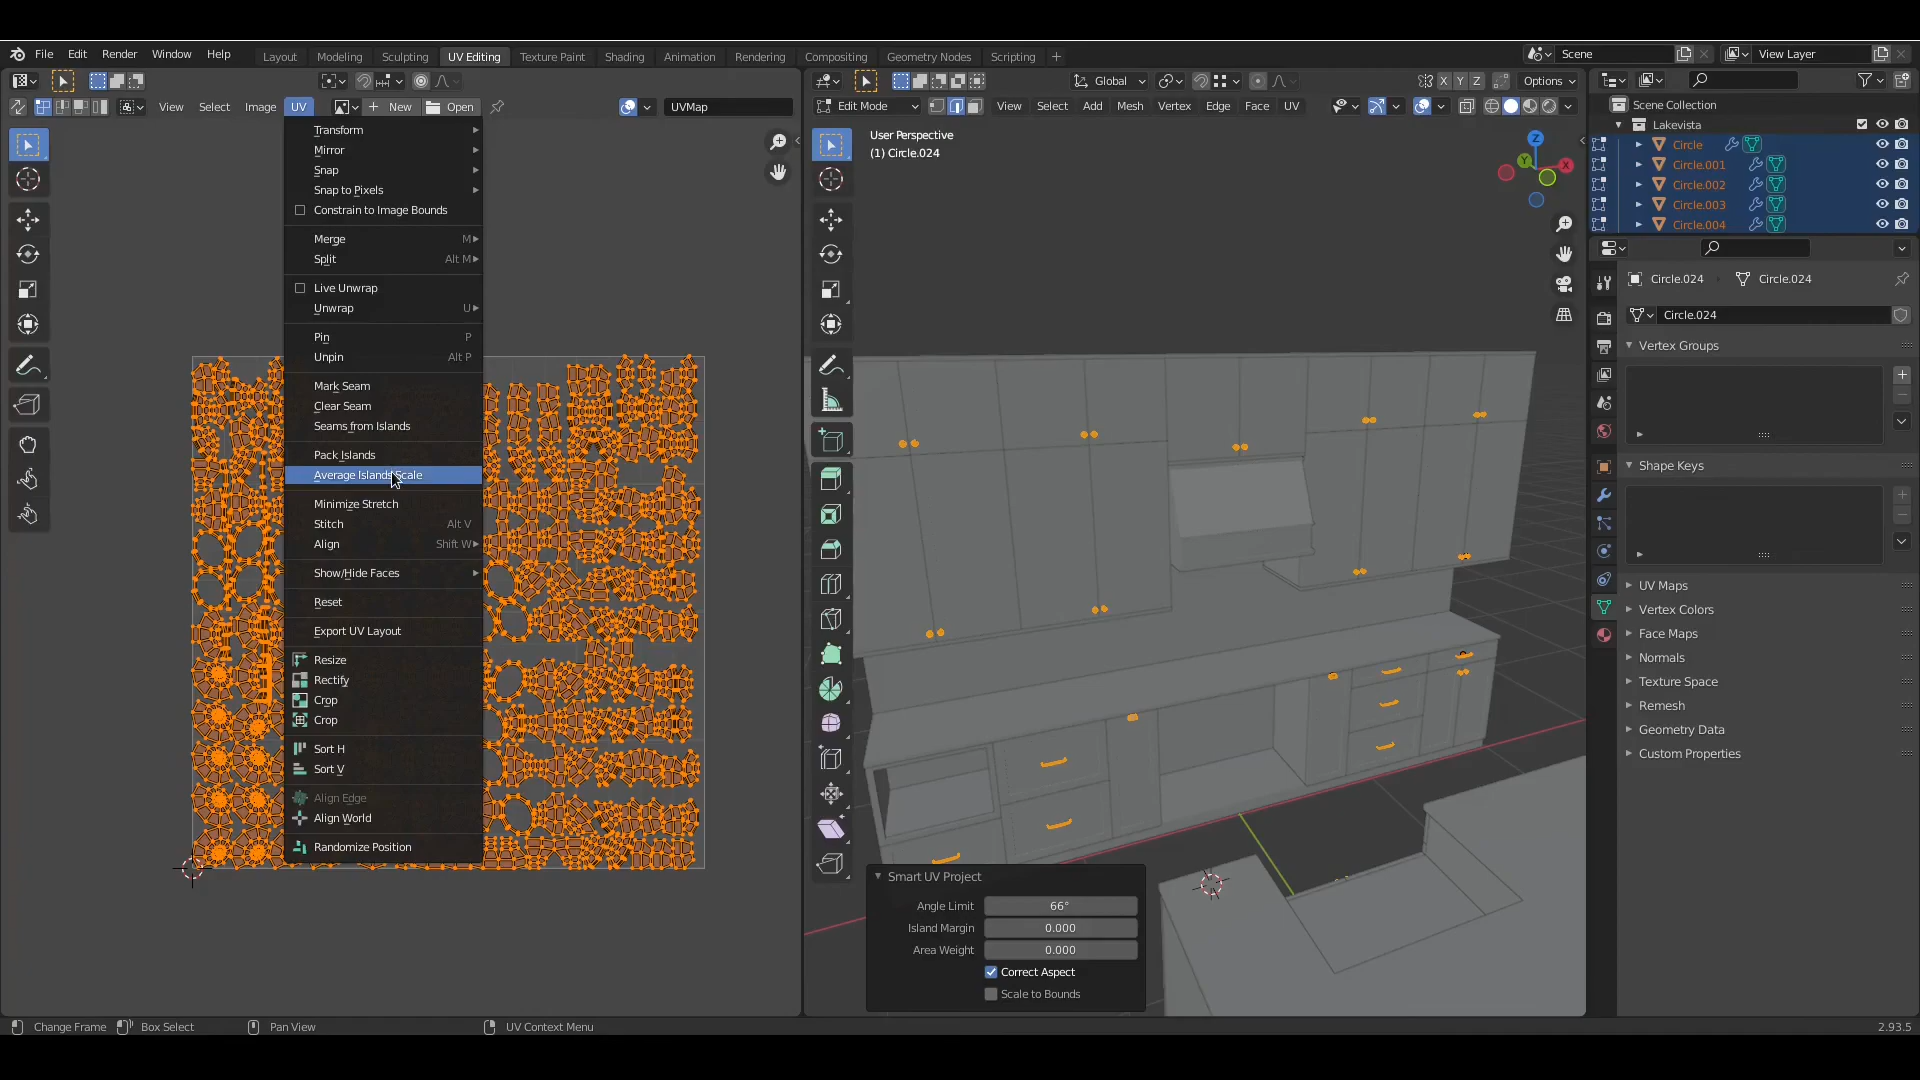 File Edit Render Window Help Layout Modeling Sculpting UV Editing Texture Paint Shading Animation Rendering Compositing Geometry Nodes Scripting + Scene View Layer
Global X Y Z Options
View Select Image UV New Open UVMap
Edit Mode View Select Add Mesh Vertex Edge Face UV
Transform
Mirror
Snap
Snap to Pixels
Constrain to Image Bounds
Merge M
Split Alt M
Live Unwrap
Unwrap U
Pin P
Unpin Alt P
Mark Seam
Clear Seam
Seams from Islands
Pack Islands
Average Islands Scale
Minimize Stretch
Stitch Alt V
Align Shift W
Show/Hide Faces
Reset
Export UV Layout
Resize
Rectify
Crop
Crop
Sort H
Sort V
Align Edge
Align World
Randomize Position
User Perspective
(1) Circle.024
Z
Y X
Smart UV Project
Angle Limit 66°
Island Margin 0.000
Area Weight 0.000
Correct Aspect
Scale to Bounds
Scene Collection
Lakevista
Circle
Circle.001
Circle.002
Circle.003
Circle.004
Circle.024 Circle.024
Circle.024
Vertex Groups
Shape Keys
UV Maps
Vertex Colors
Face Maps
Normals
Texture Space
Remesh
Geometry Data
Custom Properties
Change Frame Box Select Pan View UV Context Menu 2.93.5